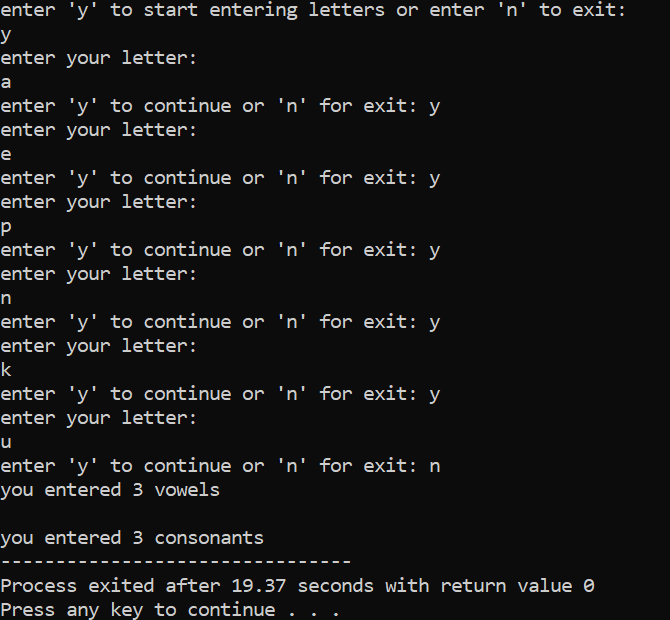 enter 'y' to start entering letters or enter 'n' to exit:
y
enter your letter:
a
enter 'y' to continue or 'n' for exit: y
enter your letter:
e
enter 'y' to continue or 'n' for exit: y
enter your letter:
p
enter 'y' to continue or 'n' for exit: y
enter your letter:
n
enter 'y' to continue or 'n' for exit: y
enter your letter:
k
enter 'y' to continue or 'n' for exit: y
enter your letter:
u
enter 'y' to continue or 'n' for exit: n
you entered 3 vowels

you entered 3 consonants
--------------------------------
Process exited after 19.37 seconds with return value 0
Press any key to continue . . .